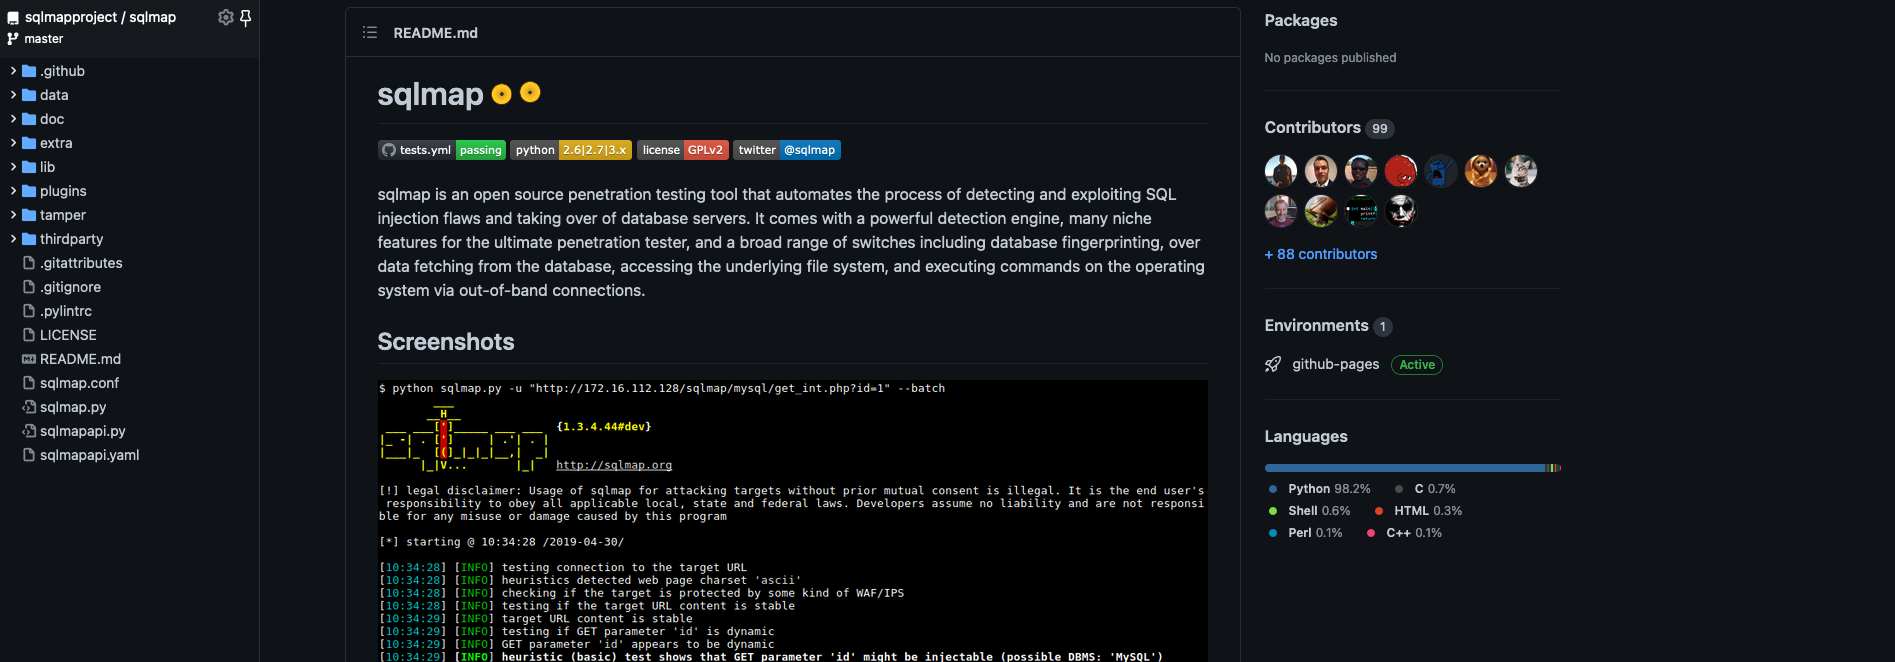 sqlmapproject / sqlmap
master
.github
data
doc
extra
lib
plugins
tamper
thirdparty
.gitattributes
.gitignore
.pylintrc
LICENSE
README.md
sqlmap.conf
sqlmap.py
sqlmapapi.py
sqlmapapi.yaml
README.md
sqlmap
tests.yml passing python 2.6|2.7|3.x license GPLv2 twitter @sqlmap
sqlmap is an open source penetration testing tool that automates the process of detecting and exploiting SQL
injection flaws and taking over of database servers. It comes with a powerful detection engine, many niche
features for the ultimate penetration tester, and a broad range of switches including database fingerprinting, over
data fetching from the database, accessing the underlying file system, and executing commands on the operating
system via out-of-band connections.
Screenshots
$ python sqlmap.py -u "http://172.16.112.128/sqlmap/mysql/get_int.php?id=1" --batch
{1.3.4.44#dev}
http://sqlmap.org
[!] legal disclaimer: Usage of sqlmap for attacking targets without prior mutual consent is illegal. It is the end user's
responsibility to obey all applicable local, state and federal laws. Developers assume no liability and are not responsi
ble for any misuse or damage caused by this program
[*] starting @ 10:34:28 /2019-04-30/
[10:34:28] [INFO] testing connection to the target URL
[10:34:28] [INFO] heuristics detected web page charset 'ascii'
[10:34:28] [INFO] checking if the target is protected by some kind of WAF/IPS
[10:34:28] [INFO] testing if the target URL content is stable
[10:34:29] [INFO] target URL content is stable
[10:34:29] [INFO] testing if GET parameter 'id' is dynamic
[10:34:29] [INFO] GET parameter 'id' appears to be dynamic
[10:34:29] [INFO] heuristic (basic) test shows that GET parameter 'id' might be injectable (possible DBMS: 'MySQL')
Packages
No packages published
Contributors 99
+ 88 contributors
Environments 1
github-pages Active
Languages
Python 98.2% C 0.7%
Shell 0.6% HTML 0.3%
Perl 0.1% C++ 0.1%